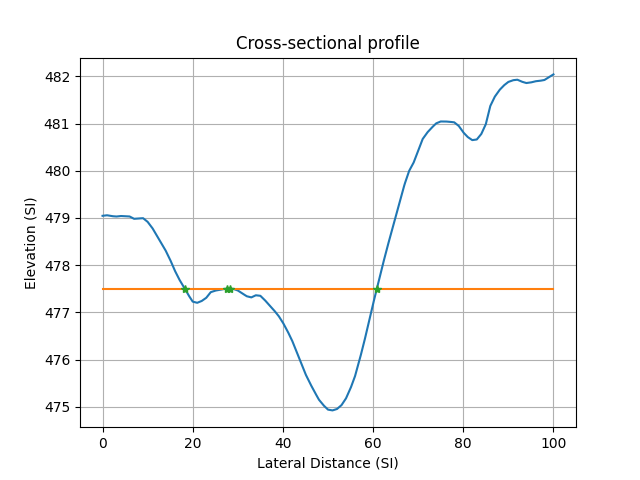 Cross-sectional profile
482
481
480
479
478
477
476
475
Elevation (SI)
0 20 40 60 80 100
Lateral Distance (SI)